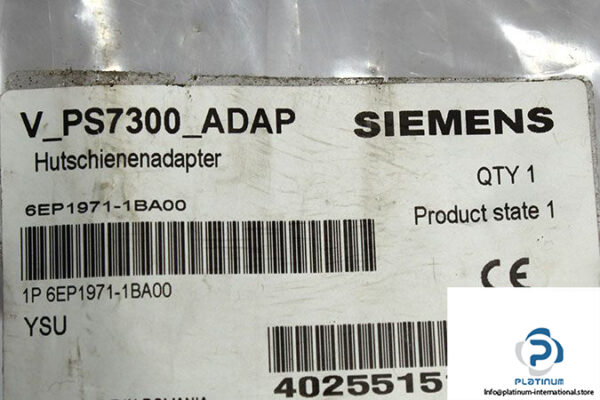 V_PS7300_ADAP
SIEMENS
Hutschienenadapter
QTY 1
6EP1971-1BA00
Product state 1
1P 6EP1971-1BA00
CE
YSU
4025515
PLATINUM
Info@platinum-international.store